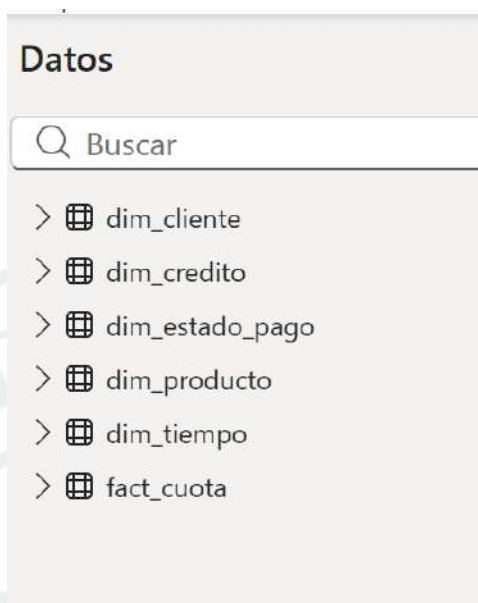 Datos
Buscar
dim_cliente
dim_credito
dim_estado_pago
dim_producto
dim_tiempo
fact_cuota